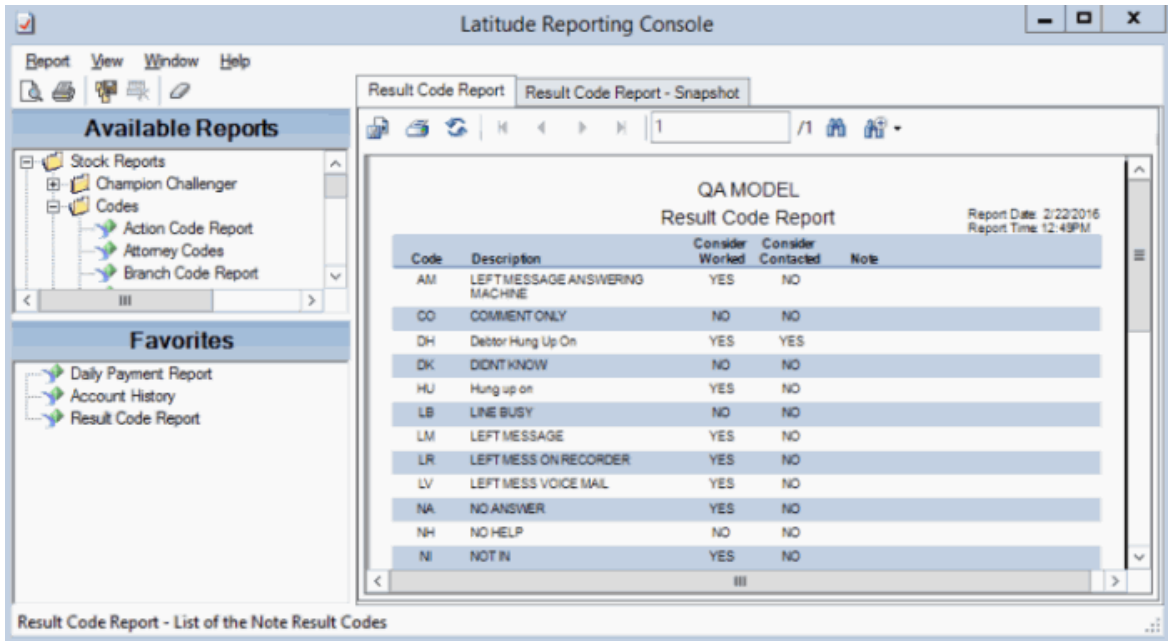 Latitude Reporting Console
Report View Window Help
Available Reports
Stock Reports
Champion Challenger
Codes
Action Code Report
Attorney Codes
Branch Code Report
Favorites
Daily Payment Report
Account History
Result Code Report
Result Code Report Result Code Report - Snapshot
1 /1
QA MODEL
Result Code Report
Report Date: 2/22/2016
Report Time: 12:49PM
Consider Consider
Code Description Worked Contacted Note
AM LEFT MESSAGE ANSWERING YES NO
MACHINE
CO COMMENT ONLY NO NO
DH Debtor Hung Up On YES YES
DK DIDNT KNOW NO NO
HU Hung up on YES NO
LB LINE BUSY NO NO
LM LEFT MESSAGE YES NO
LR LEFT MESS ON RECORDER YES NO
LV LEFT MESS VOICE MAIL YES NO
NA NO ANSWER YES NO
NH NO HELP NO NO
NI NOT IN YES NO
Result Code Report - List of the Note Result Codes